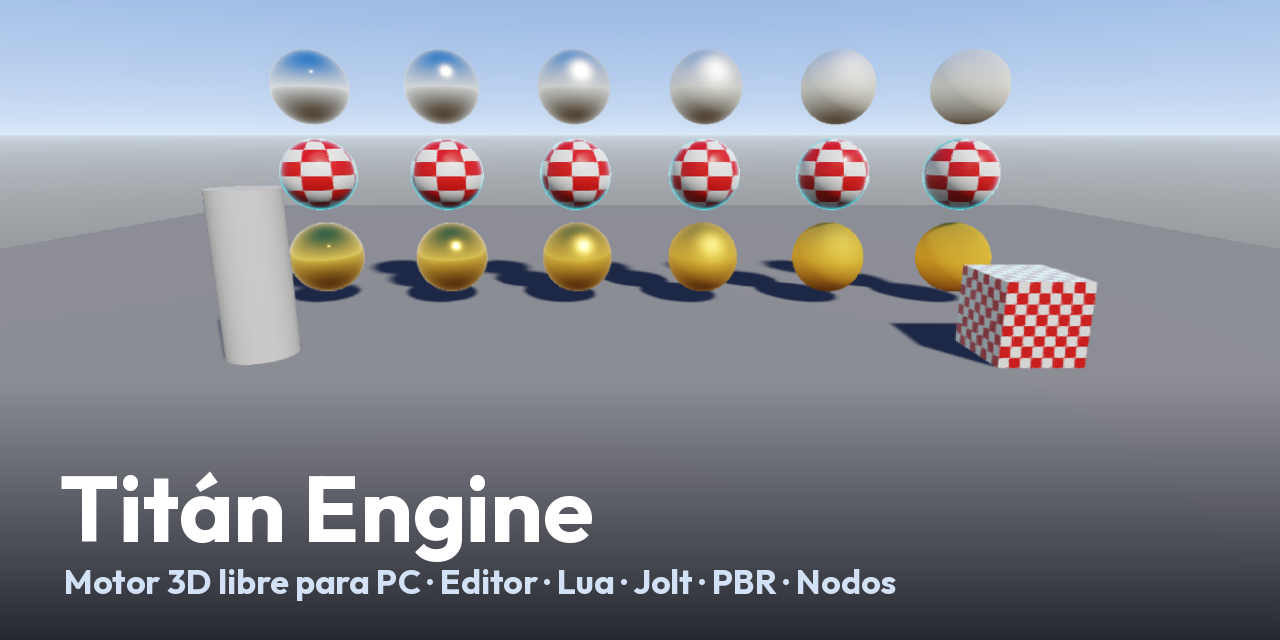 Titán Engine
Motor 3D libre para PC · Editor · Lua · Jolt · PBR · Nodos